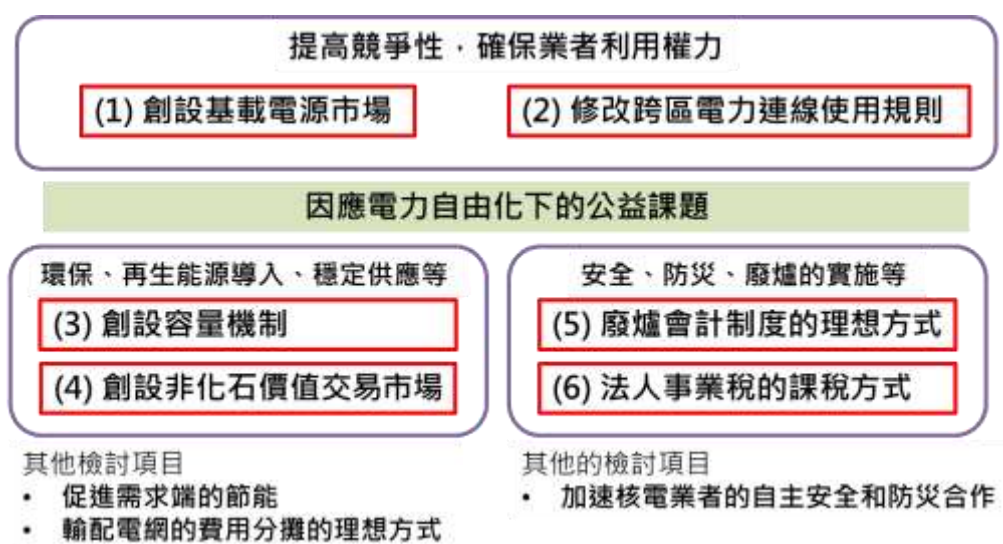 提高競爭性．確保業者利用權力
(1) 創設基載電源市場
(2) 修改跨區電力連線使用規則
因應電力自由化下的公益課題
環保、再生能源導入、穩定供應等
(3) 創設容量機制
(4) 創設非化石價值交易市場
安全、防災、廢爐的實施等
(5) 廢爐會計制度的理想方式
(6) 法人事業稅的課稅方式
其他檢討項目
• 促進需求端的節能
• 輸配電網的費用分攤的理想方式
其他的檢討項目
• 加速核電業者的自主安全和防災合作